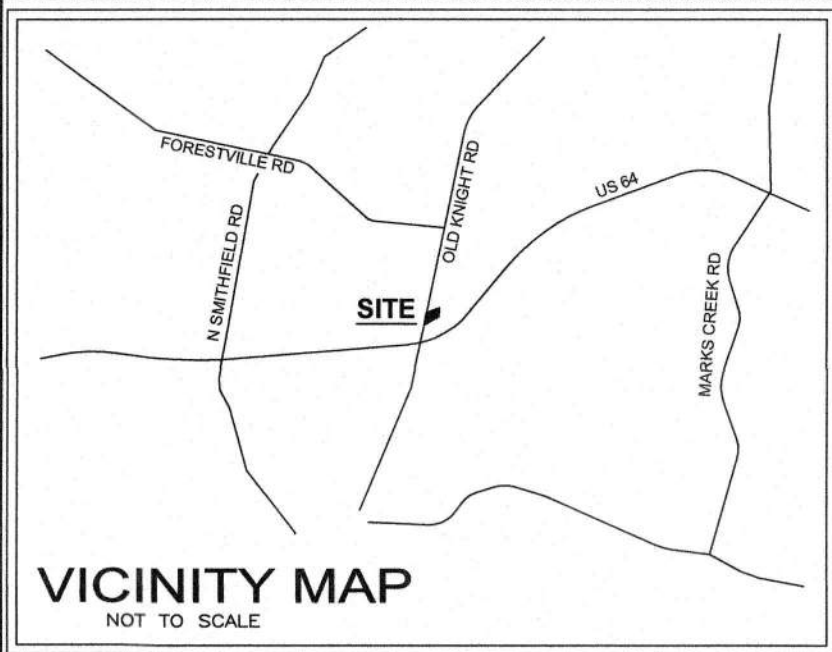 FORESTVILLE RD
OLD KNIGHT RD
US 64
N SMITHFIELD RD
SITE
MARKS CREEK RD
VICINITY MAP
NOT TO SCALE